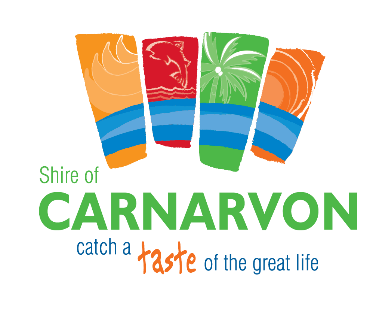 Shire of
CARNARVON
catch a taste of the great life